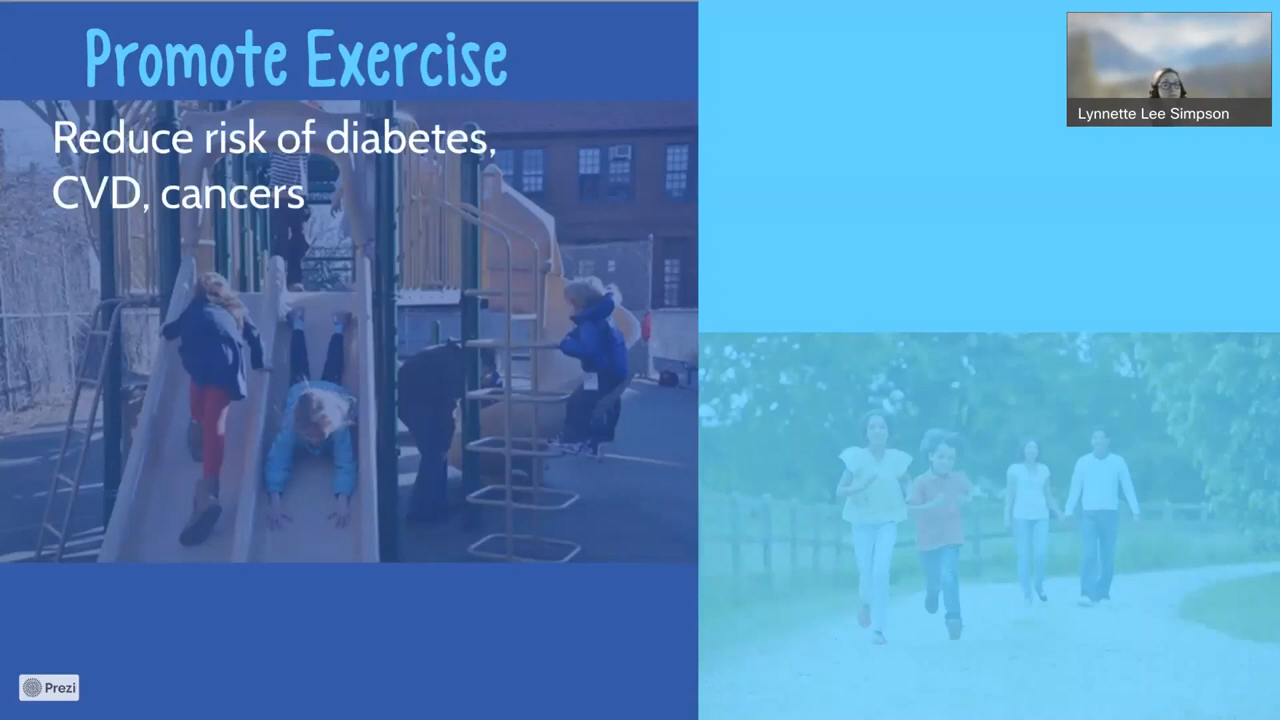 Promote Exercise
Reduce risk of diabetes,
CVD, cancers
Lynnette Lee Simpson
Prezi